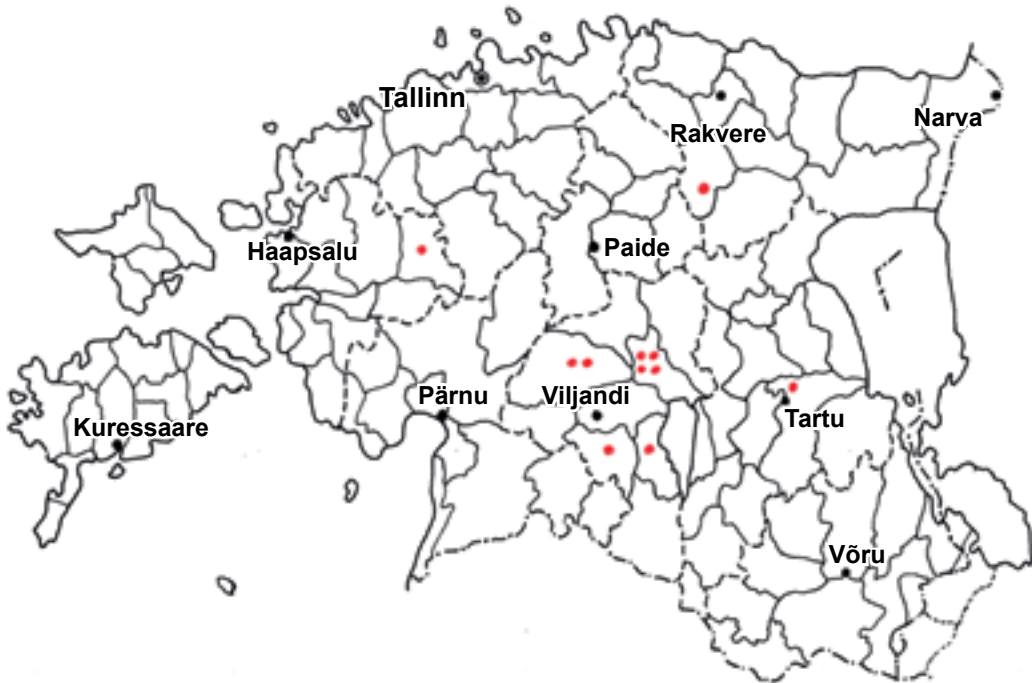 Tallinn
Narva
Rakvere
Haapsalu
Paide
Pärnu
Viljandi
Tartu
Kuressaare
Võru